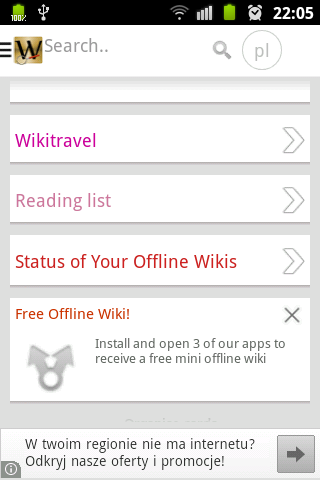 100%
22:05
W Search..
pl
Wikitravel
Reading list
Status of Your Offline Wikis
Free Offline Wiki!
Install and open 3 of our apps to
receive a free mini offline wiki
W twoim regionie nie ma internetu?
Odkryj nasze oferty i promocje!